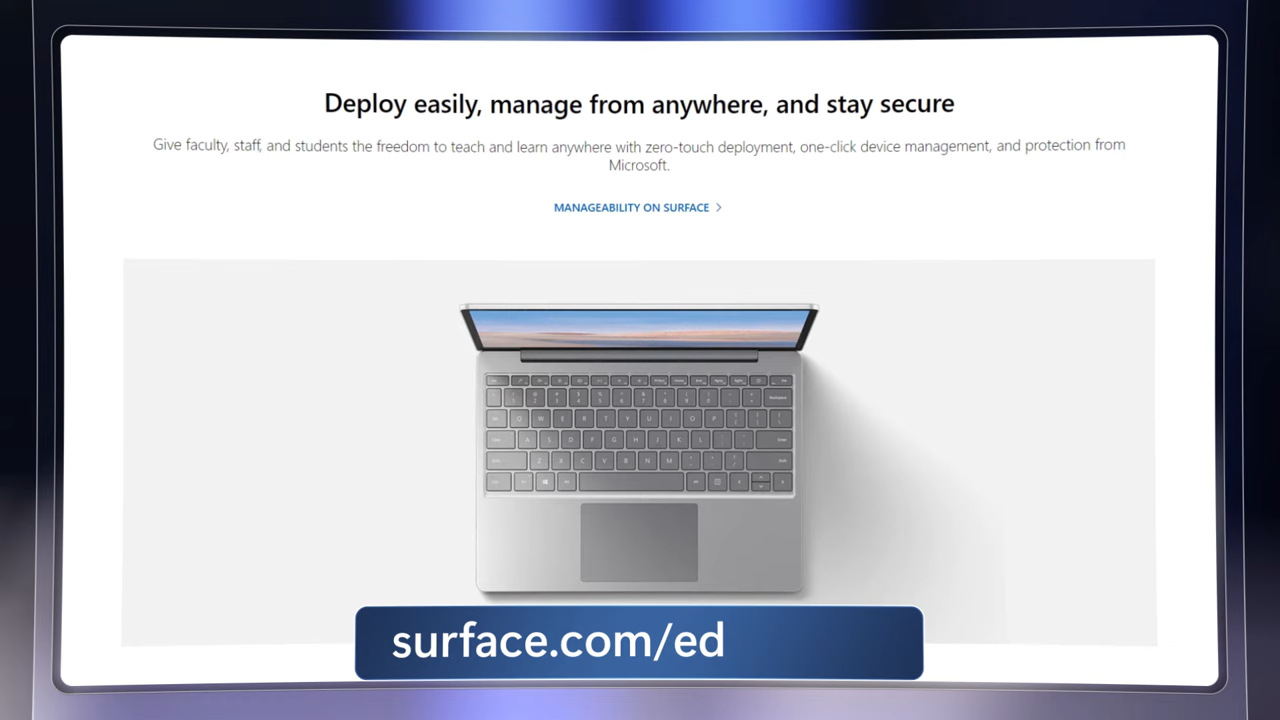 Deploy easily, manage from anywhere, and stay secure
Give faculty, staff, and students the freedom to teach and learn anywhere with zero-touch deployment, one-click device management, and protection from
Microsoft.
MANAGEABILITY ON SURFACE >
Q W E R T Y U I O P
A S D F G H J K L
Z X C V B N M
surface.com/ed